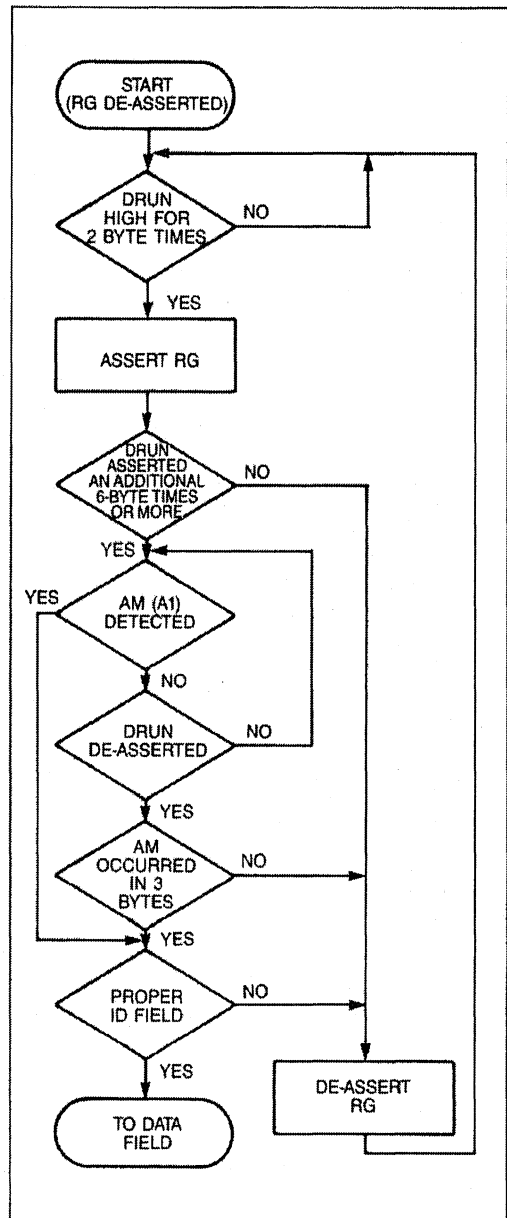 START
(RG DE-ASSERTED)
DRUN
HIGH FOR
2 BYTE TIMES
NO
YES
ASSERT RG
DRUN
ASSERTED
AN ADDITIONAL
6-BYTE TIMES
OR MORE
NO
YES
YES
AM (A1)
DETECTED
NO
DRUN
DE-ASSERTED
NO
YES
AM
OCCURRED
IN 3
BYTES
NO
YES
PROPER
ID FIELD
NO
YES
DE-ASSERT
RG
TO DATA
FIELD